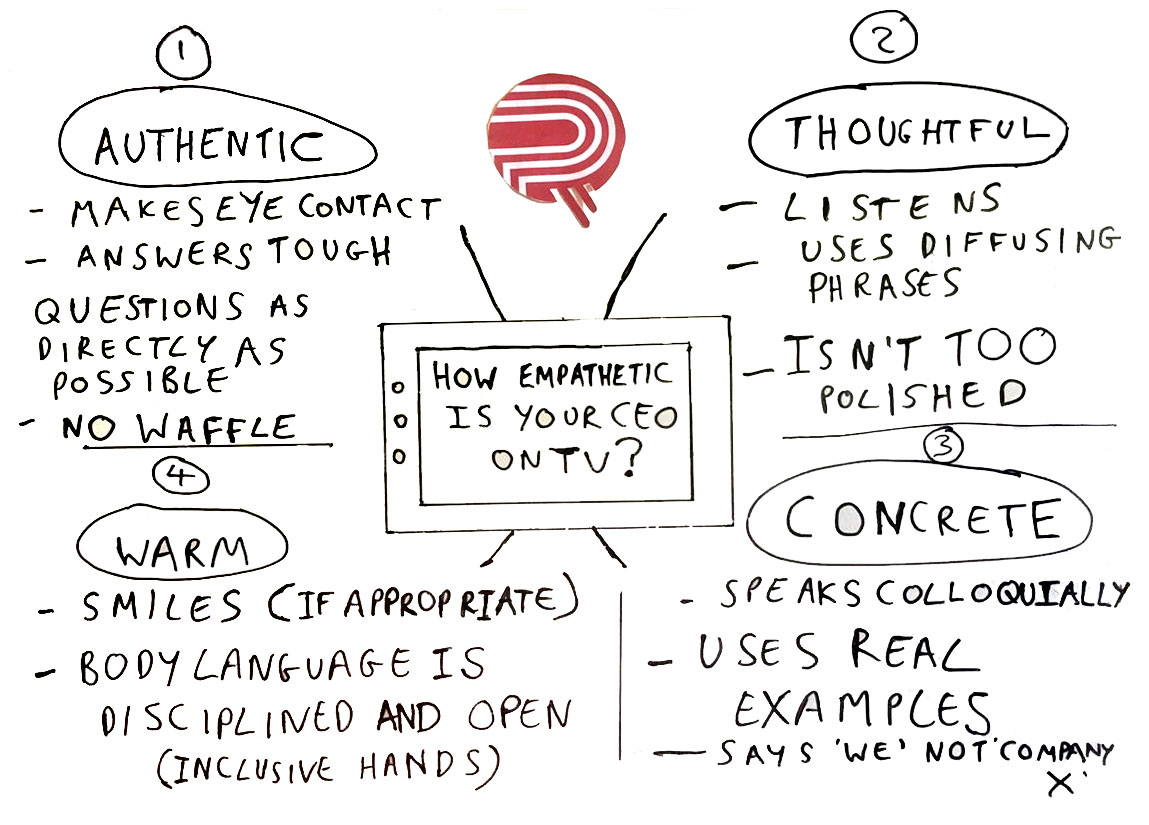 1
AUTHENTIC
- MAKES EYE CONTACT
- ANSWERS TOUGH
QUESTIONS AS
DIRECTLY AS
POSSIBLE
- NO WAFFLE
2
THOUGHTFUL
- LISTENS
- USES DIFFUSING
PHRASES
- ISN'T TOO
POLISHED
HOW EMPATHETIC
IS YOUR CEO
ON TV?
3
CONCRETE
- SPEAKS COLLOQUIALLY
- USES REAL
EXAMPLES
- SAYS 'WE' NOT 'COMPANY
X'
4
WARM
- SMILES (IF APPROPRIATE)
- BODY LANGUAGE IS
DISCIPLINED AND OPEN
(INCLUSIVE HANDS)